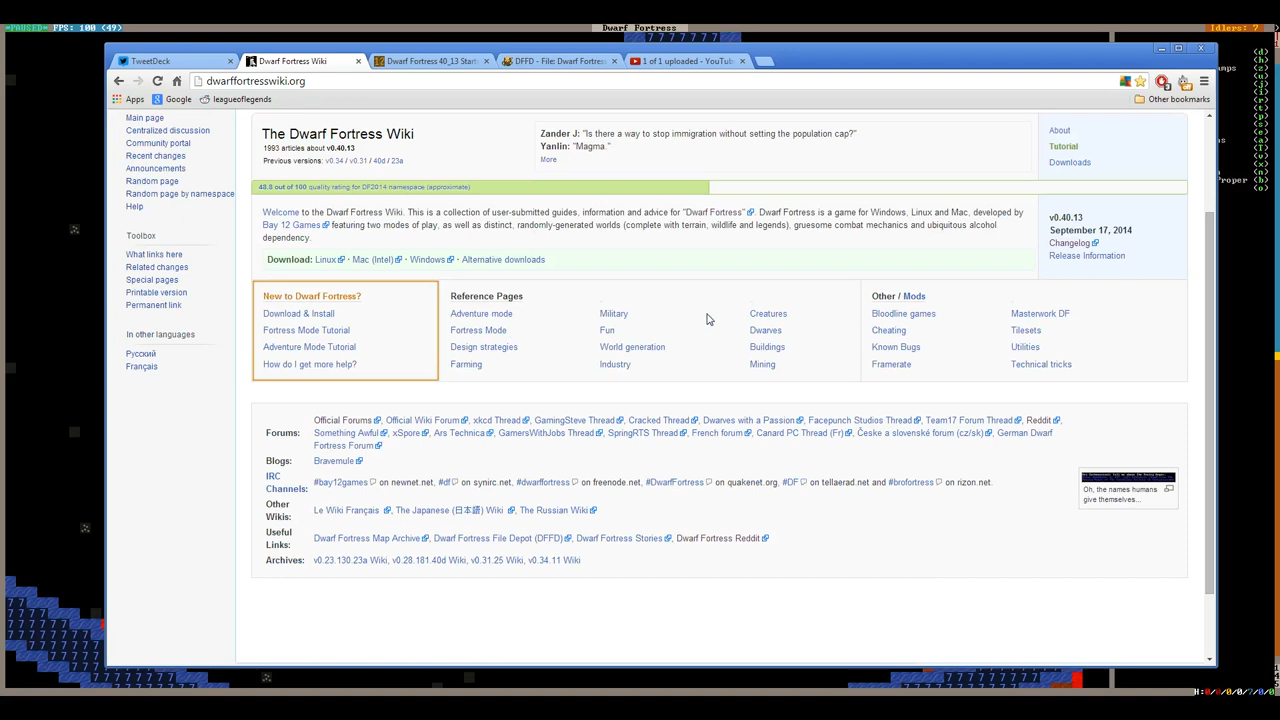 =PAUSED= FPS: 100 (49) Dwarf Fortress Idlers: 7
TweetDeck
Dwarf Fortress Wiki
Dwarf Fortress 40_13 Start
DFFD - File: Dwarf Fortres
1 of 1 uploaded - YouTu
dwarffortresswiki.org
Apps Google leagueoflegends Other bookmarks
Main page
Centralized discussion
Community portal
Recent changes
Announcements
Random page
Random page by namespace
Help
Toolbox
What links here
Related changes
Special pages
Printable version
Permanent link
In other languages
Русский
Français
The Dwarf Fortress Wiki
1993 articles about v0.40.13
Previous versions: v0.34 / v0.31 / 40d / 23a
Zander J: "Is there a way to stop immigration without setting the population cap?"
Yanlin: "Magma."
More
About
Tutorial
Downloads
48.8 out of 100 quality rating for DF2014 namespace (approximate)
Welcome to the Dwarf Fortress Wiki. This is a collection of user-submitted guides, information and advice for "Dwarf Fortress". Dwarf Fortress is a game for Windows, Linux and Mac, developed by
Bay 12 Games featuring two modes of play, as well as distinct, randomly-generated worlds (complete with terrain, wildlife and legends), gruesome combat mechanics and ubiquitous alcohol
dependency.
Download: Linux · Mac (Intel) · Windows · Alternative downloads
v0.40.13
September 17, 2014
Changelog
Release Information
New to Dwarf Fortress?
Download & Install
Fortress Mode Tutorial
Adventure Mode Tutorial
How do I get more help?
Reference Pages
Adventure mode Military Creatures
Fortress Mode Fun Dwarves
Design strategies World generation Buildings
Farming Industry Mining
Other / Mods
Bloodline games Masterwork DF
Cheating Tilesets
Known Bugs Utilities
Framerate Technical tricks
Forums: Official Forums, Official Wiki Forum, xkcd Thread, GamingSteve Thread, Cracked Thread, Dwarves with a Passion, Facepunch Studios Thread, Team17 Forum Thread, Reddit,
Something Awful, xSpore, Ars Technica, GamersWithJobs Thread, SpringRTS Thread, French forum, Canard PC Thread (Fr), Česke a slovenské forum (cz/sk), German Dwarf
Fortress Forum
Blogs: Bravemule
IRC Channels: #bay12games on newnet.net, #df on synirc.net, #dwarffortress on freenode.net, #DwarfFortress on quakenet.org, #DF on tellaerad.net and #brofortress on rizon.net.
Other Wikis: Le Wiki Français, The Japanese (日本語) Wiki, The Russian Wiki
Useful Links: Dwarf Fortress Map Archive, Dwarf Fortress File Depot (DFFD), Dwarf Fortress Stories, Dwarf Fortress Reddit
Archives: v0.23.130.23a Wiki, v0.28.181.40d Wiki, v0.31.25 Wiki, v0.34.11 Wiki
Oh, the names humans
give themselves...